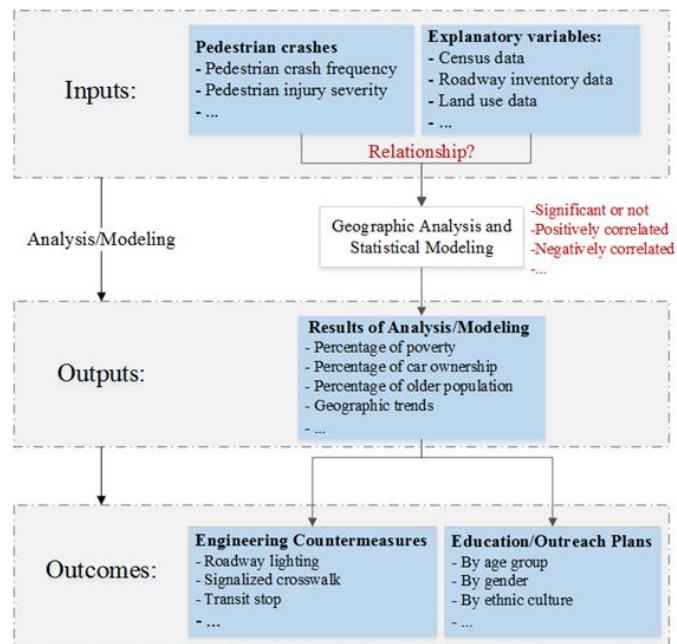 Inputs:
Pedestrian crashes
- Pedestrian crash frequency
- Pedestrian injury severity
- ...
Explanatory variables:
- Census data
- Roadway inventory data
- Land use data
- ...
Relationship?
Analysis/Modeling
Geographic Analysis and
Statistical Modeling
-Significant or not
-Positively correlated
-Negatively correlated
-...
Outputs:
Results of Analysis/Modeling
- Percentage of poverty
- Percentage of car ownership
- Percentage of older population
- Geographic trends
- ...
Outcomes:
Engineering Countermeasures
- Roadway lighting
- Signalized crosswalk
- Transit stop
- ...
Education/Outreach Plans
- By age group
- By gender
- By ethnic culture
- ...